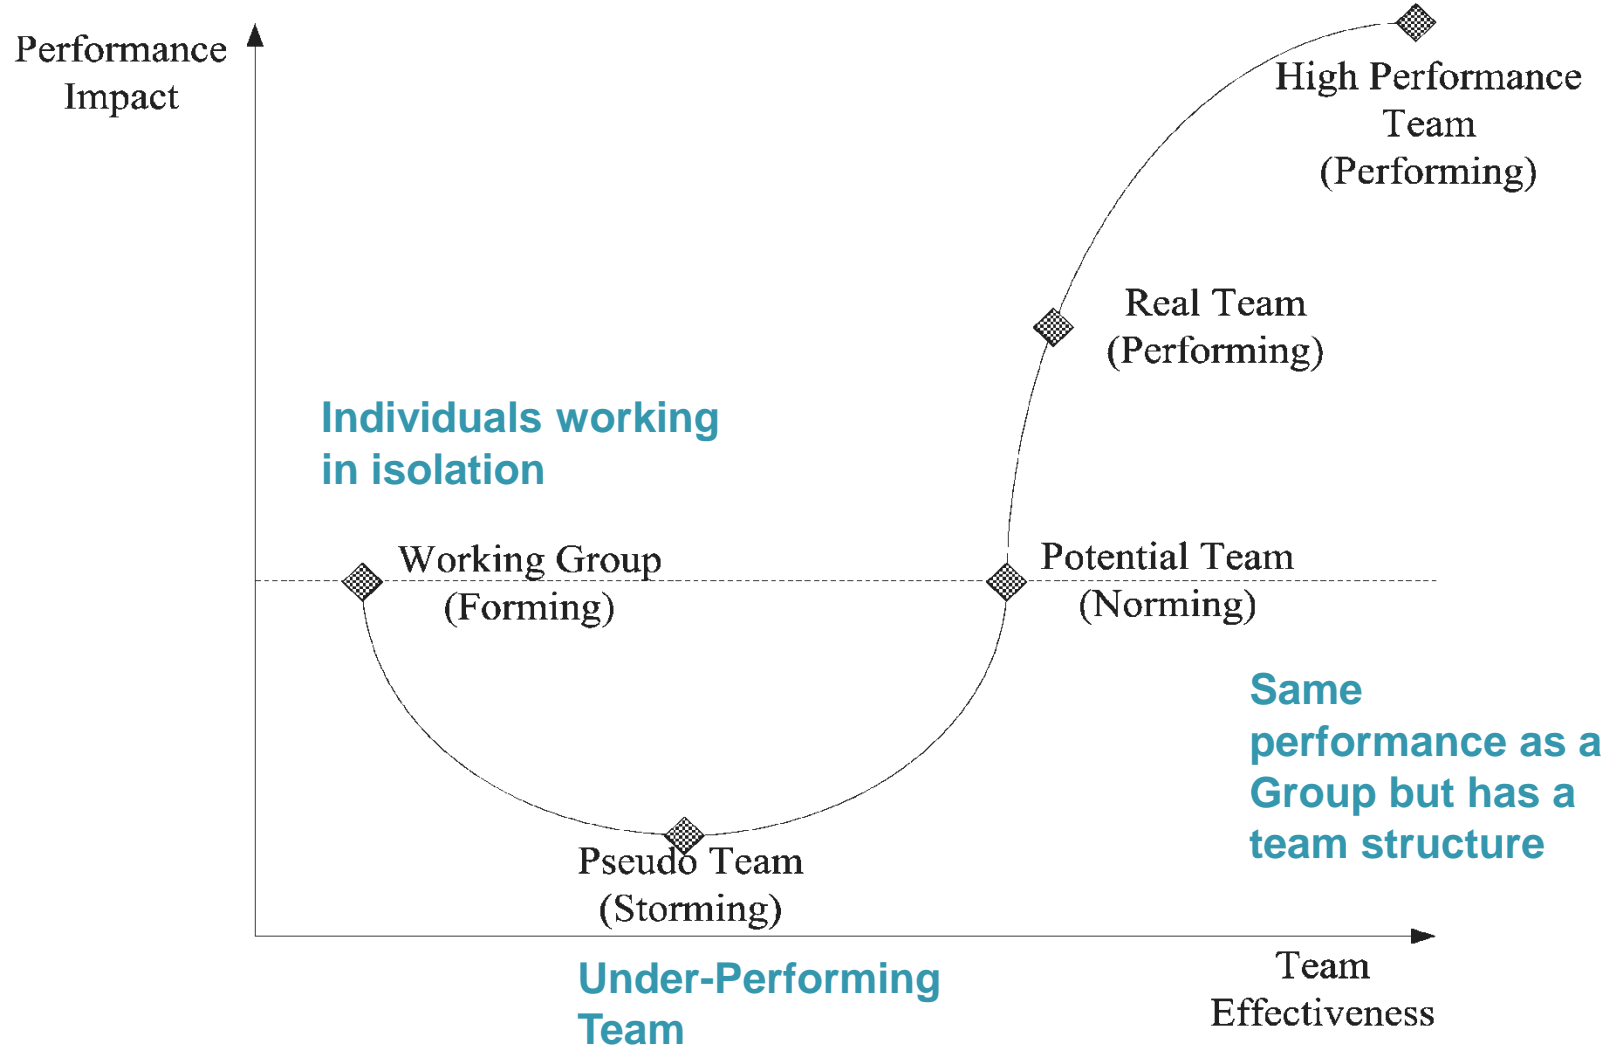 Performance
Impact
High Performance
Team
(Performing)
Real Team
(Performing)
Individuals working
in isolation
Working Group
(Forming)
Potential Team
(Norming)
Same
performance as a
Group but has a
team structure
Pseudo Team
(Storming)
Under-Performing
Team
Team
Effectiveness